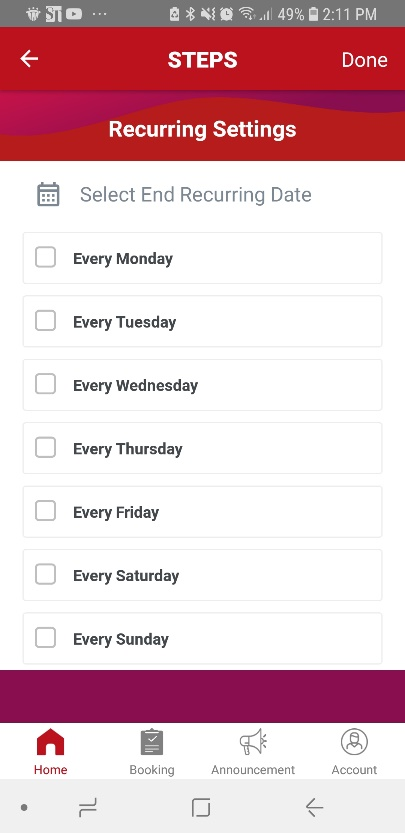 ST ... 49% 2:11 PM
STEPS Done
Recurring Settings
Select End Recurring Date
Every Monday
Every Tuesday
Every Wednesday
Every Thursday
Every Friday
Every Saturday
Every Sunday
Home Booking Announcement Account